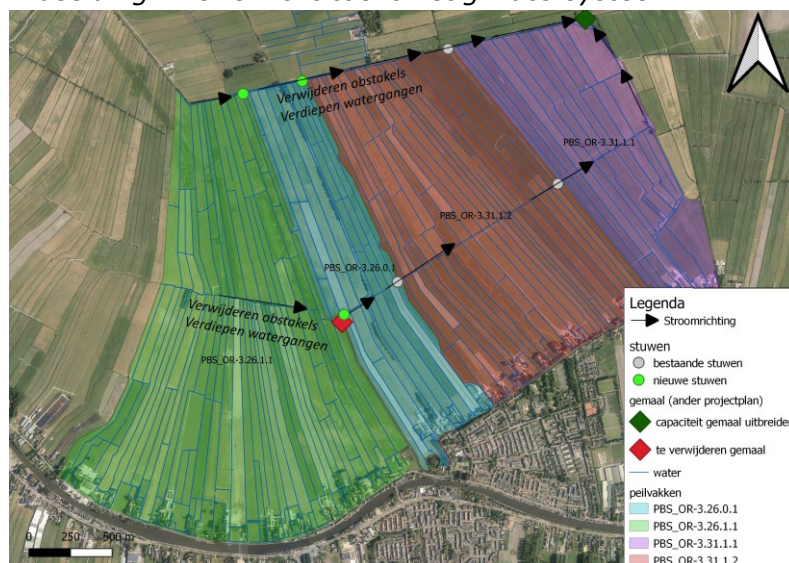 Verwijderen obstakels
Verdiepen watergangen
PBS_OR-3.31.1.1
PBS_OR-3.31.1.2
PBS_OR-3.26.0.1
Verwijderen obstakels
Verdiepen watergangen
PBS_OR-3.26.1.1
Legenda
Stroomrichting
stuwen
bestaande stuwen
nieuwe stuwen
gemaal (ander projectplan)
capaciteit gemaal uitbreide
te verwijderen gemaal
water
peilvakken
PBS_OR-3.26.0.1
PBS_OR-3.26.1.1
PBS_OR-3.31.1.1
PBS_OR-3.31.1.2
0 250 500 m